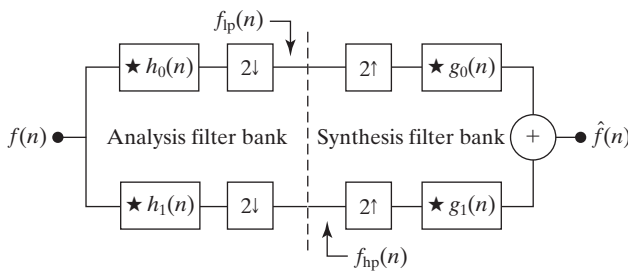 f_lp(n)
★ h₀(n) 2↓ 2↑ ★ g₀(n)
f(n) Analysis filter bank Synthesis filter bank + f̂(n)
★ h₁(n) 2↓ 2↑ ★ g₁(n)
f_hp(n)